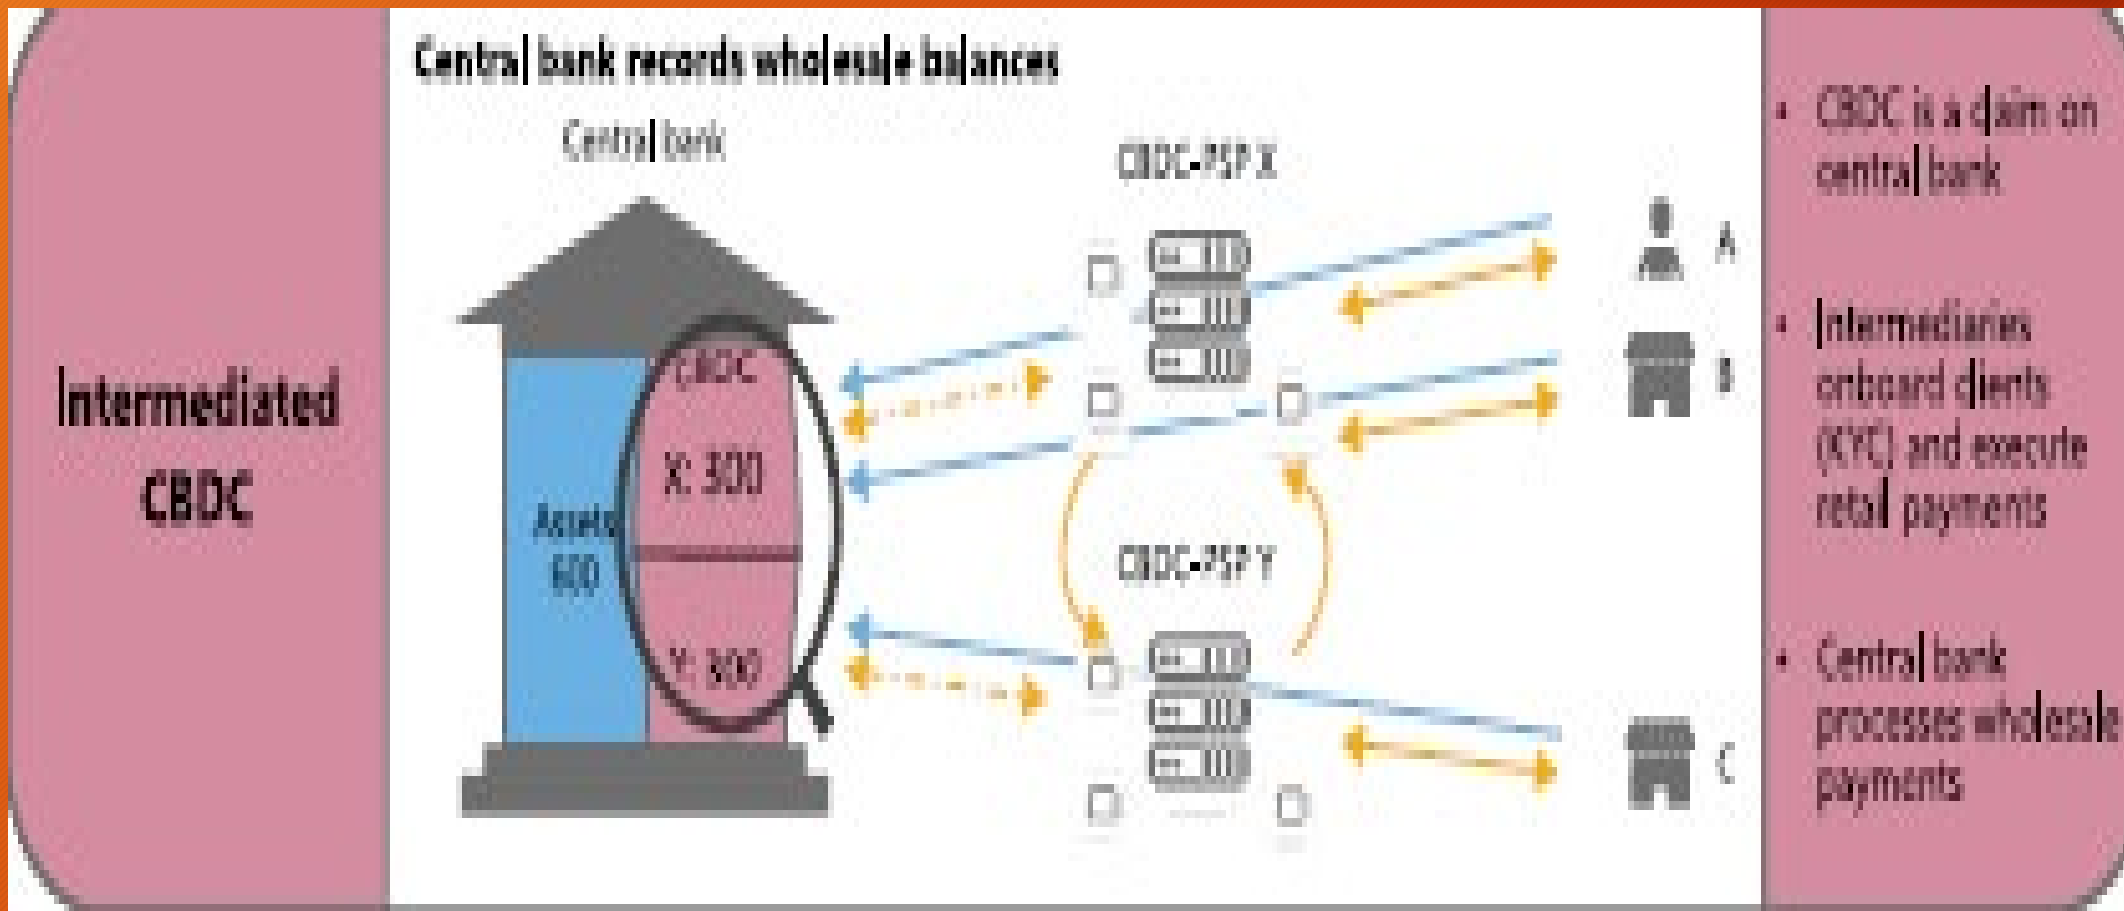 Intermediated
CBDC
Central bank records wholesale balances
Central bank
CBDC
X: 300
Assets
600
Y: 300
CBDC-PSP X
CBDC-PSP Y
A
B
C
• CBDC is a claim on
central bank
• Intermediaries
onboard clients
(KYC) and execute
retail payments
• Central bank
processes wholesale
payments